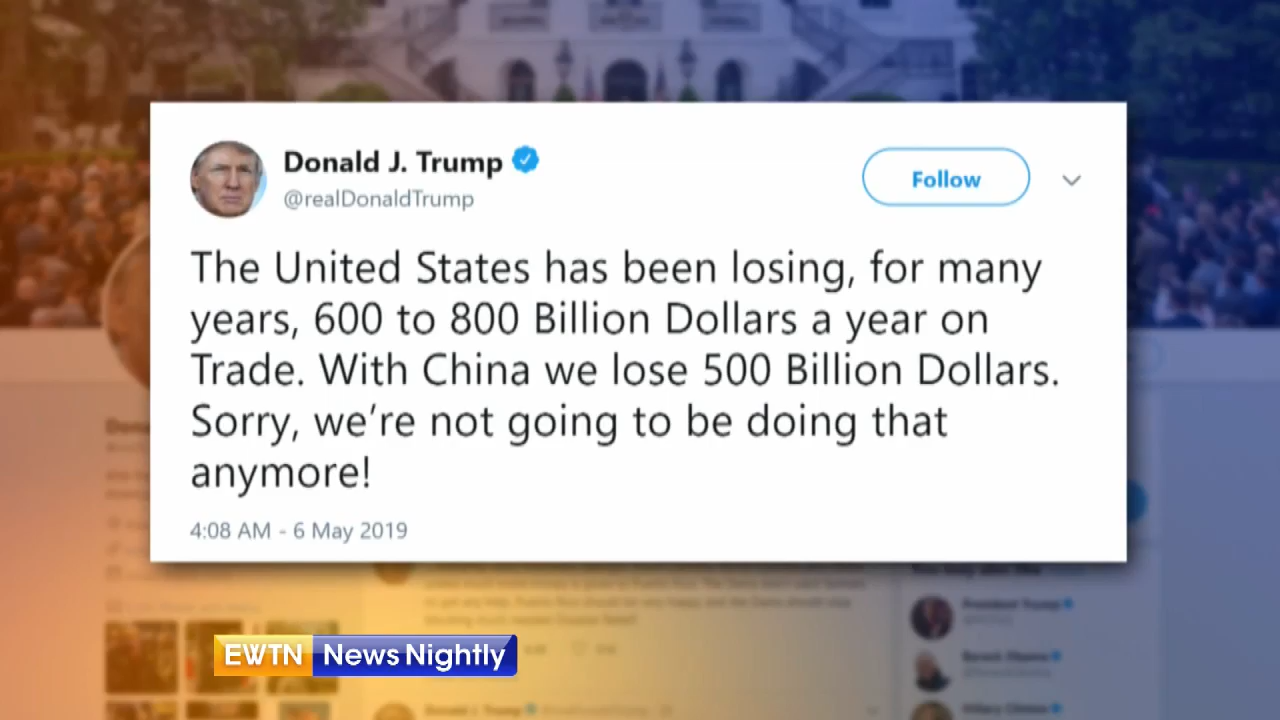 Donald J. Trump
@realDonaldTrump
Follow
The United States has been losing, for many
years, 600 to 800 Billion Dollars a year on
Trade. With China we lose 500 Billion Dollars.
Sorry, we're not going to be doing that
anymore!
4:08 AM - 6 May 2019
EWTN News Nightly